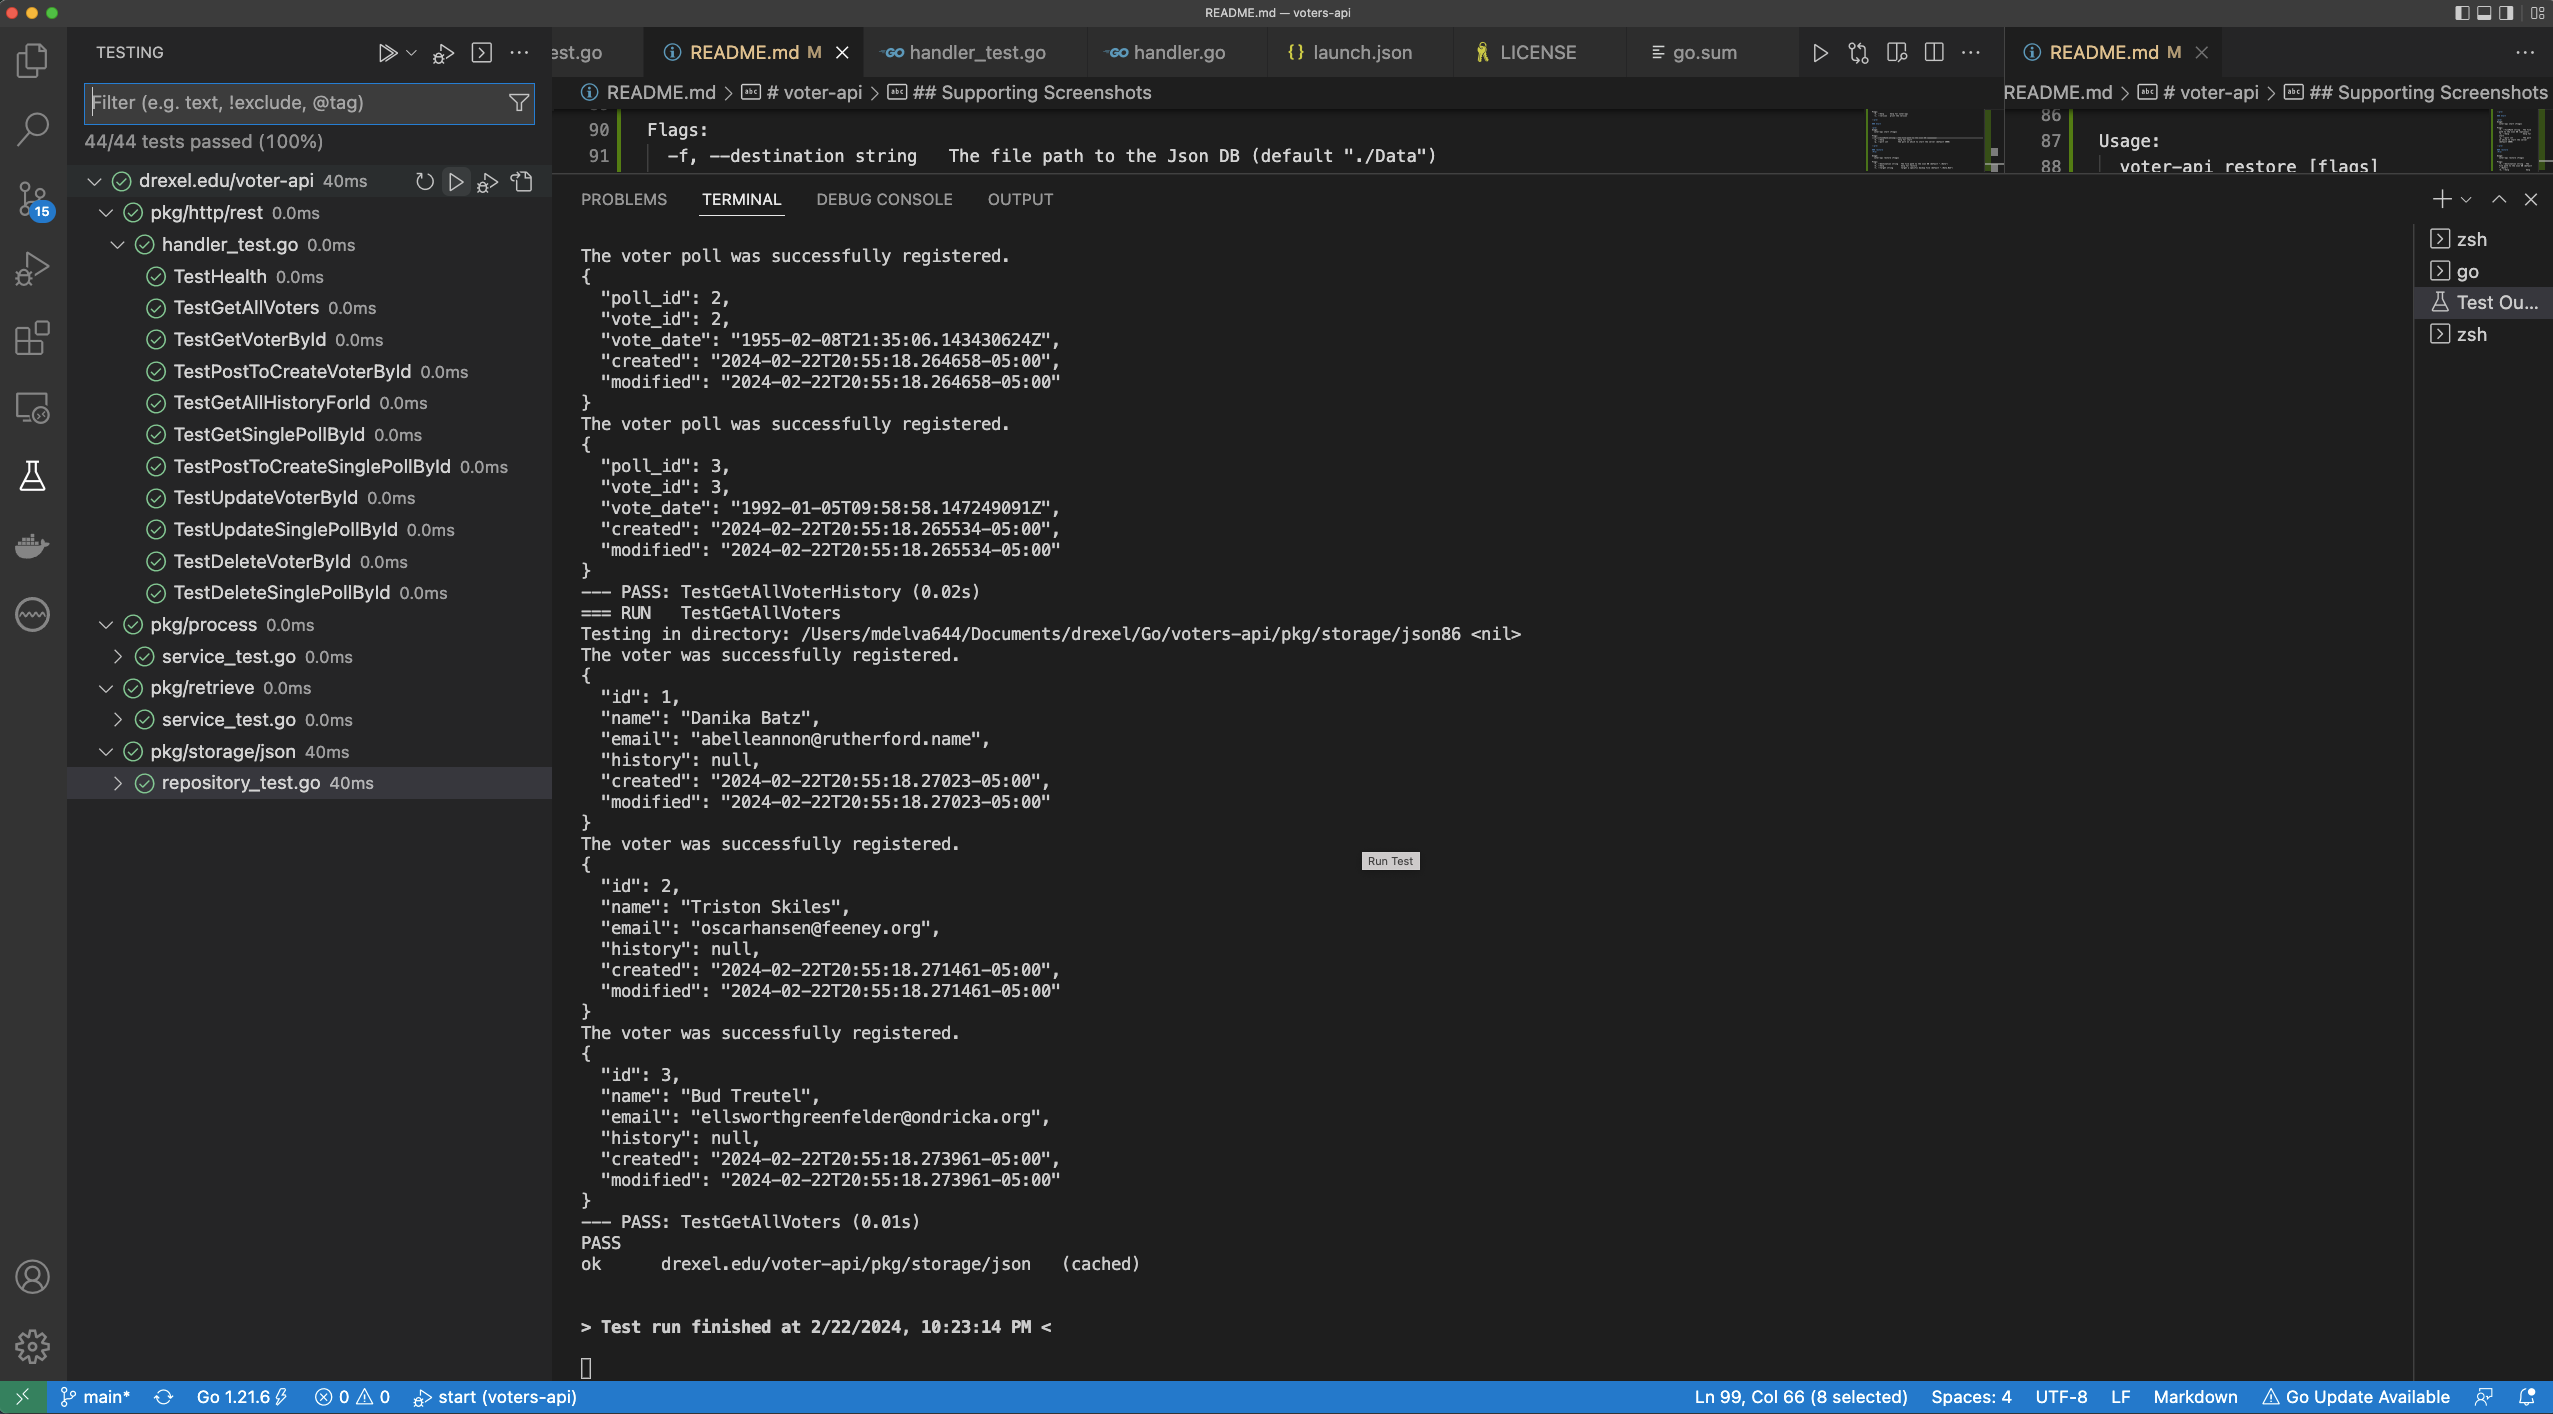 README.md — voters-api
TESTING
Filter (e.g. text, !exclude, @tag)
44/44 tests passed (100%)
drexel.edu/voter-api 40ms
pkg/http/rest 0.0ms
handler_test.go 0.0ms
TestHealth 0.0ms
TestGetAllVoters 0.0ms
TestGetVoterById 0.0ms
TestPostToCreateVoterById 0.0ms
TestGetAllHistoryForId 0.0ms
TestGetSinglePollById 0.0ms
TestPostToCreateSinglePollById 0.0ms
TestUpdateVoterById 0.0ms
TestUpdateSinglePollById 0.0ms
TestDeleteVoterById 0.0ms
TestDeleteSinglePollById 0.0ms
pkg/process 0.0ms
service_test.go 0.0ms
pkg/retrieve 0.0ms
service_test.go 0.0ms
pkg/storage/json 40ms
repository_test.go 40ms
15
est.go README.md M handler_test.go handler.go {} launch.json LICENSE go.sum
README.md > # voter-api > ## Supporting Screenshots
90 Flags:
91 -f, --destination string The file path to the Json DB (default "./Data")
README.md M
README.md > # voter-api > ## Supporting Screenshots
86
87 Usage:
88 voter-api restore [flags]
PROBLEMS TERMINAL DEBUG CONSOLE OUTPUT
The voter poll was successfully registered.
{
"poll_id": 2,
"vote_id": 2,
"vote_date": "1955-02-08T21:35:06.143430624Z",
"created": "2024-02-22T20:55:18.264658-05:00",
"modified": "2024-02-22T20:55:18.264658-05:00"
}
The voter poll was successfully registered.
{
"poll_id": 3,
"vote_id": 3,
"vote_date": "1992-01-05T09:58:58.147249091Z",
"created": "2024-02-22T20:55:18.265534-05:00",
"modified": "2024-02-22T20:55:18.265534-05:00"
}
--- PASS: TestGetAllVoterHistory (0.02s)
=== RUN TestGetAllVoters
Testing in directory: /Users/mdelva644/Documents/drexel/Go/voters-api/pkg/storage/json86 <nil>
The voter was successfully registered.
{
"id": 1,
"name": "Danika Batz",
"email": "abelleannon@rutherford.name",
"history": null,
"created": "2024-02-22T20:55:18.27023-05:00",
"modified": "2024-02-22T20:55:18.27023-05:00"
}
The voter was successfully registered.
{
"id": 2,
"name": "Triston Skiles",
"email": "oscarhansen@feeney.org",
"history": null,
"created": "2024-02-22T20:55:18.271461-05:00",
"modified": "2024-02-22T20:55:18.271461-05:00"
}
The voter was successfully registered.
{
"id": 3,
"name": "Bud Treutel",
"email": "ellsworthgreenfelder@ondricka.org",
"history": null,
"created": "2024-02-22T20:55:18.273961-05:00",
"modified": "2024-02-22T20:55:18.273961-05:00"
}
--- PASS: TestGetAllVoters (0.01s)
PASS
ok drexel.edu/voter-api/pkg/storage/json (cached)
> Test run finished at 2/22/2024, 10:23:14 PM <
Run Test
zsh
go
Test Ou...
zsh
main* Go 1.21.6 0 0 start (voters-api) Ln 99, Col 66 (8 selected) Spaces: 4 UTF-8 LF Markdown Go Update Available